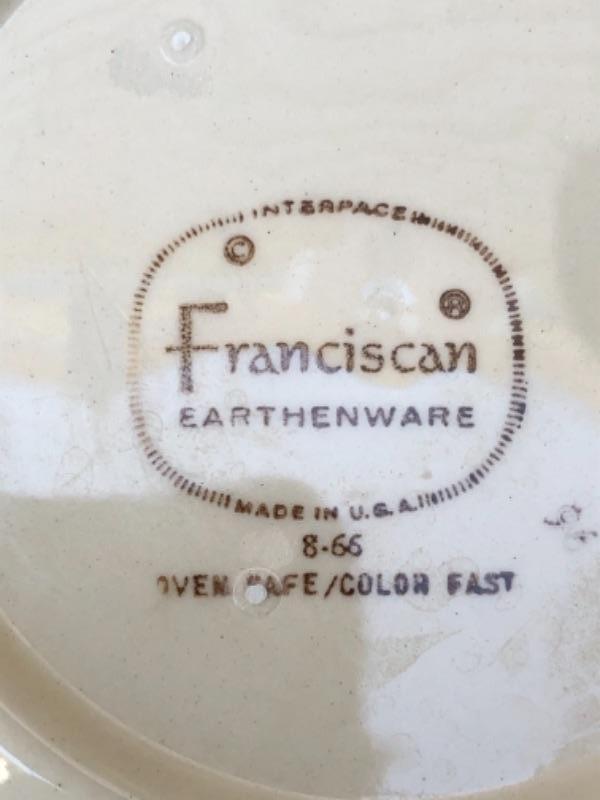 INTERPACE
©
®
Franciscan
EARTHENWARE
MADE IN U.S.A.
8-66
OVEN SAFE/COLOR FAST